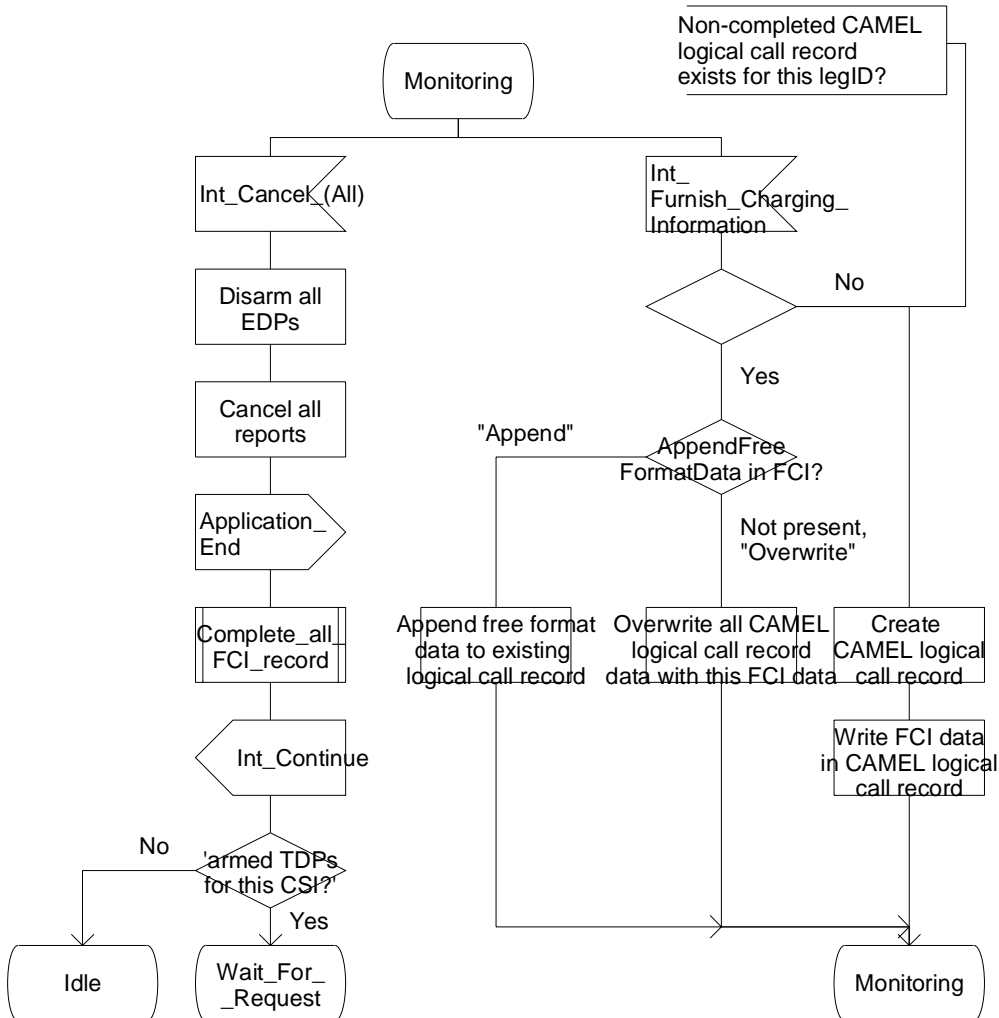 Non-completed CAMEL
logical call record
exists for this legID?
Monitoring
Int_Cancel_(All)
Int_
Furnish_Charging_
Information
Disarm all
EDPs
No
Yes
Cancel all
reports
"Append"
AppendFree
FormatData in FCI?
Application_
End
Not present,
"Overwrite"
Complete_all_
FCI_record
Append free format
data to existing
logical call record
Overwrite all CAMEL
logical call record
data with this FCI data
Create
CAMEL logical
call record
Int_Continue
Write FCI data
in CAMEL logical
call record
No
'armed TDPs
for this CSI?'
Yes
Idle
Wait_For_
_Request
Monitoring